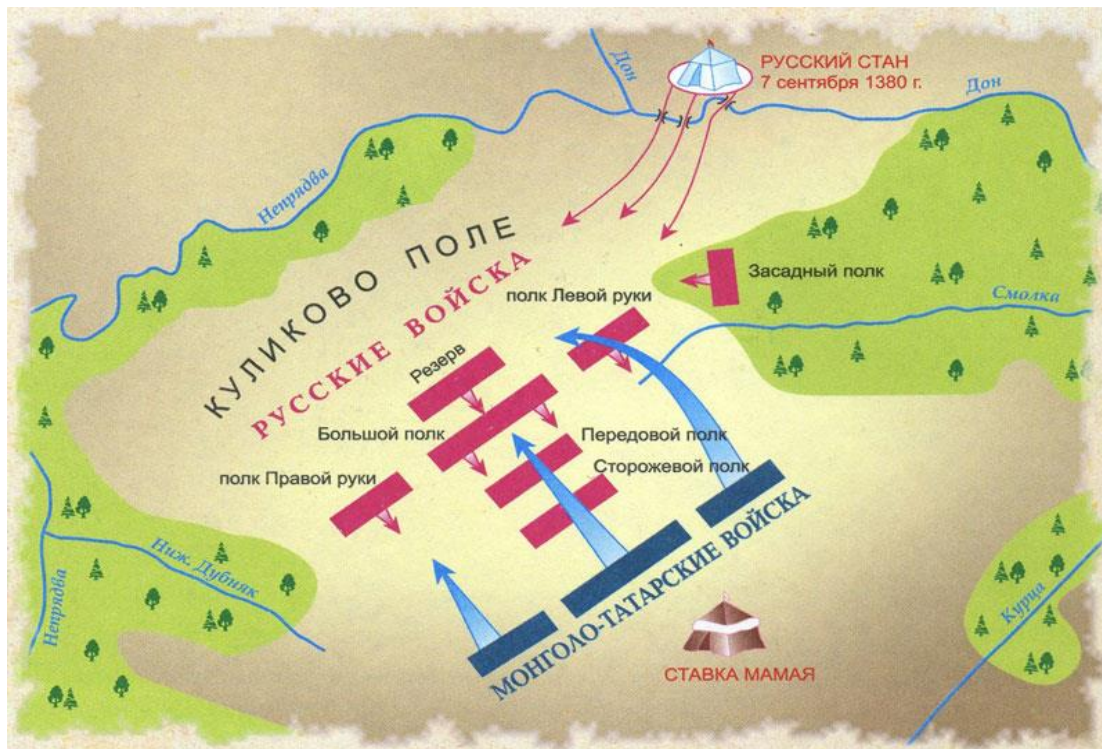 РУССКИЙ СТАН
7 сентября 1380 г.
Дон
Дон
Непрядва
КУЛИКОВО ПОЛЕ
РУССКИЕ ВОЙСКА
Засадный полк
полк Левой руки
Смолка
Резерв
Большой полк
Передовой полк
Сторожевой полк
полк Правой руки
Ниж. Дубняк
Непрядва
МОНГОЛО-ТАТАРСКИЕ ВОЙСКА
Курца
СТАВКА МАМАЯ